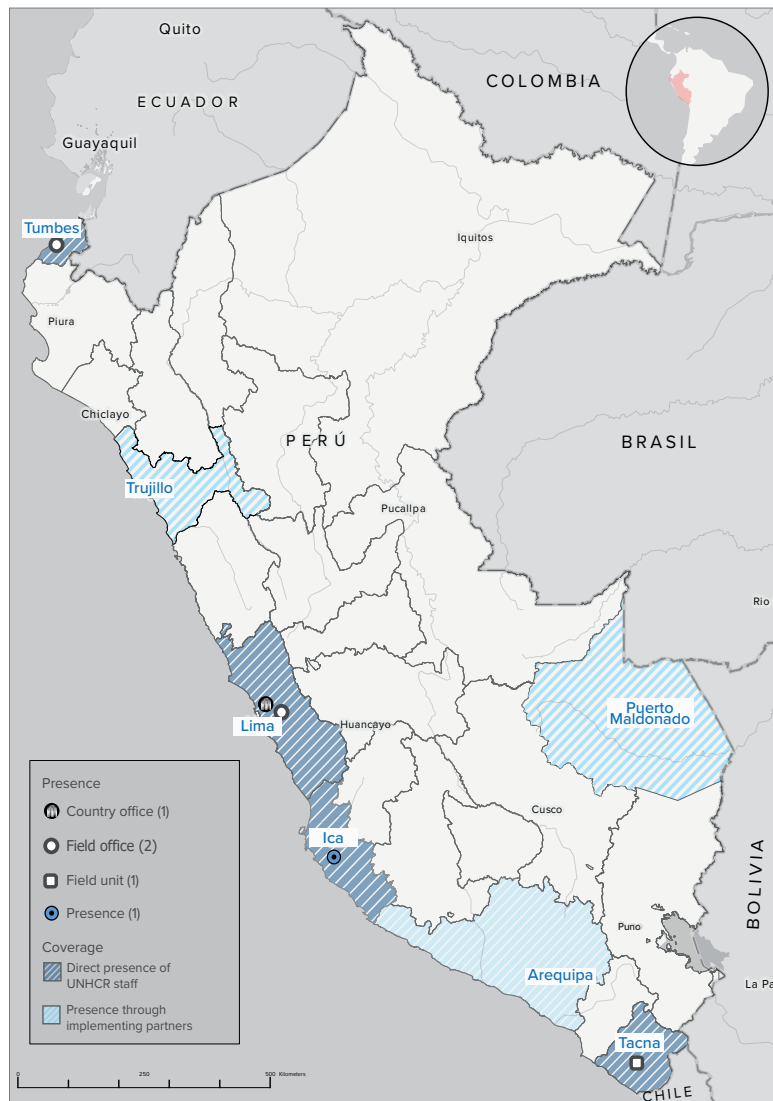 Quito
COLOMBIA
ECUADOR
Guayaquil
Tumbes
Iquitos
Piura
Chiclayo
PERÚ
BRASIL
Trujillo
Pucallpa
Rio
Puerto
Maldonado
Lima
Huancayo
Presence
Country office (1)
Field office (2)
Field unit (1)
Presence (1)
Coverage
Direct presence of
UNHCR staff
Presence through
implementing partners
Cusco
Ica
BOLIVIA
Puno
Arequipa
La Pa
Tacna
CHILE
250
500 Kilometers